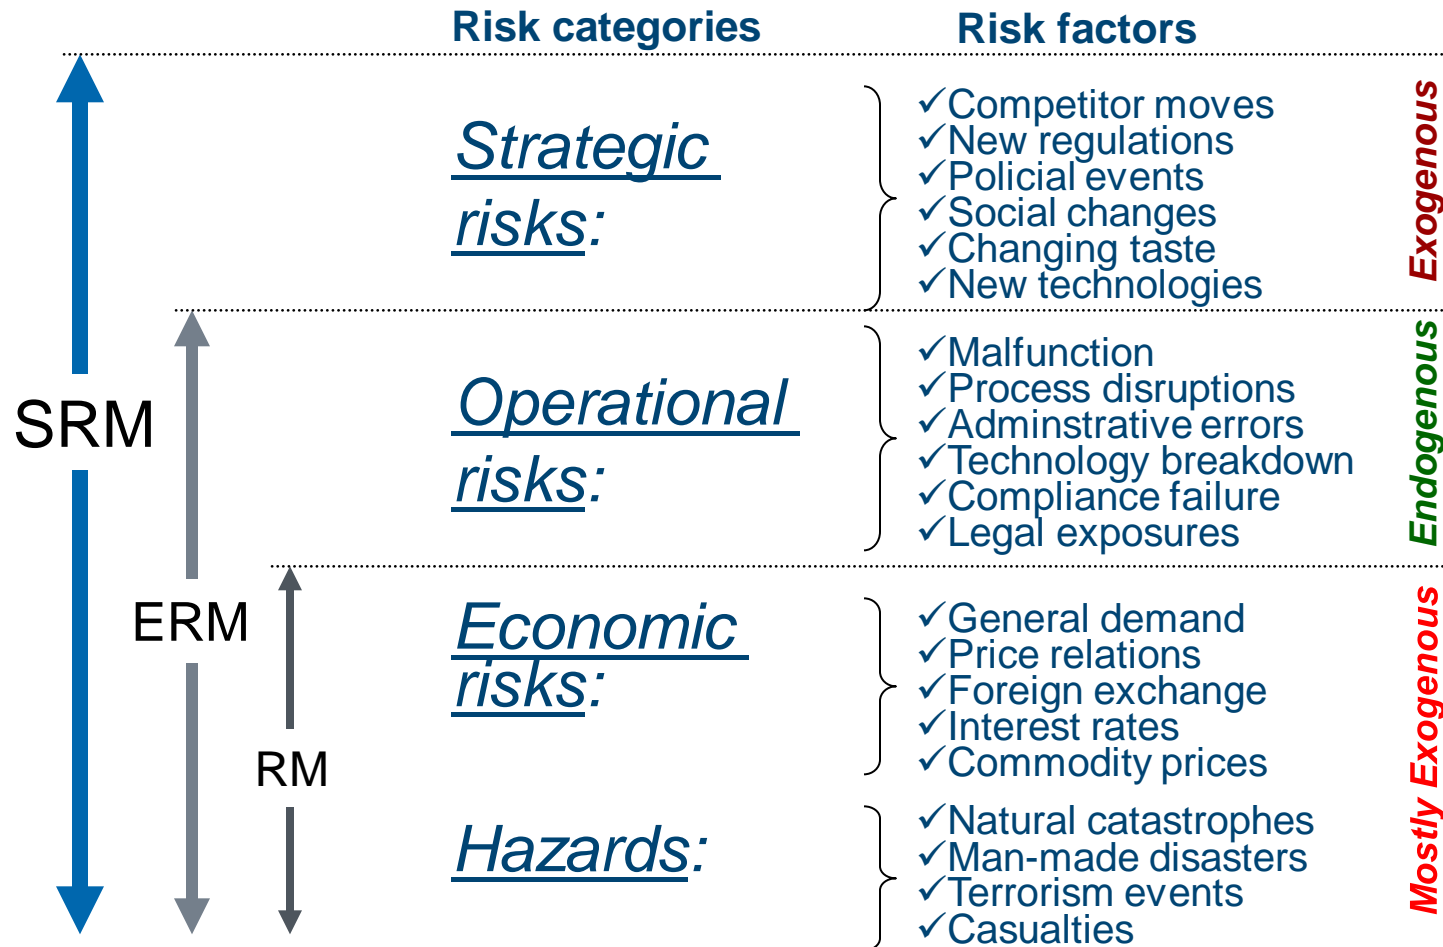 Risk categories
Risk factors
Strategic
risks:
✓Competitor moves
✓New regulations
✓Policial events
✓Social changes
✓Changing taste
✓New technologies
Exogenous
SRM
Operational
risks:
✓Malfunction
✓Process disruptions
✓Adminstrative errors
✓Technology breakdown
✓Compliance failure
✓Legal exposures
Endogenous
ERM
RM
Economic
risks:
✓General demand
✓Price relations
✓Foreign exchange
✓Interest rates
✓Commodity prices
Hazards:
✓Natural catastrophes
✓Man-made disasters
✓Terrorism events
✓Casualties
Mostly Exogenous